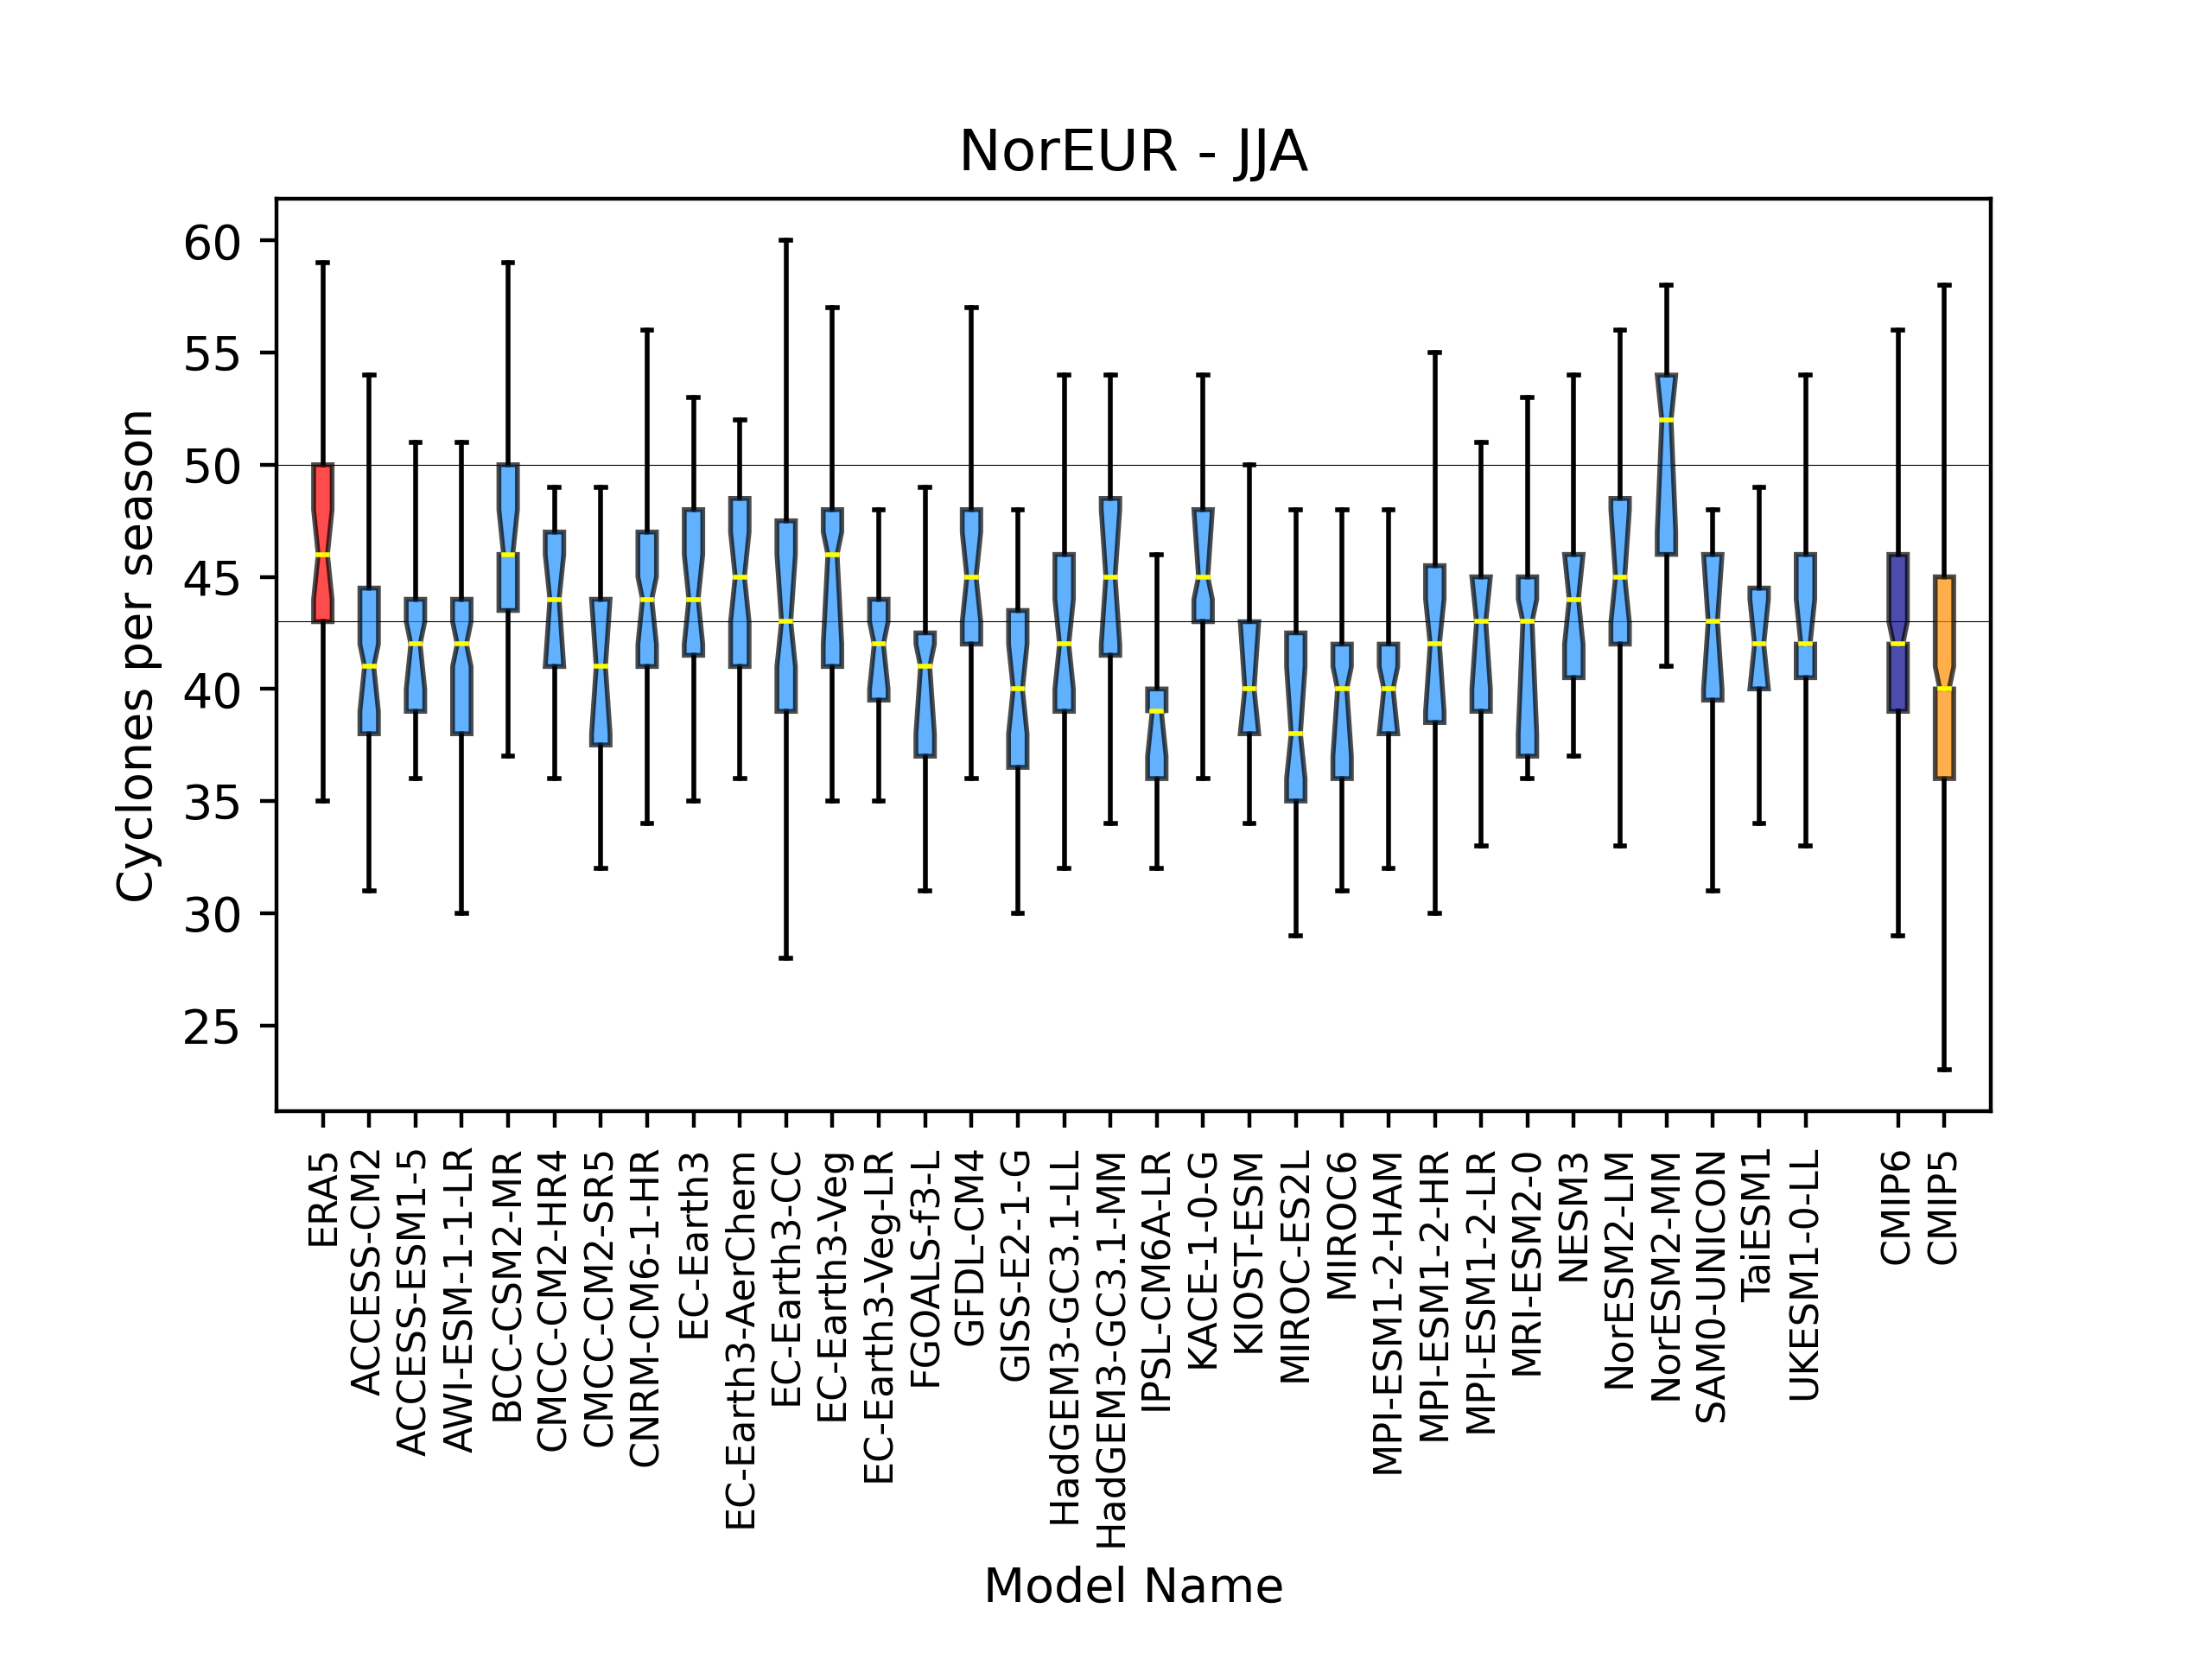 NorEUR - JJA
60
55
50
45
40
35
30
25
Cyclones per season
ERA5
ACCESS-CM2
ACCESS-ESM1-5
AWI-ESM-1-1-LR
BCC-CSM2-MR
CMCC-CM2-HR4
CMCC-CM2-SR5
CNRM-CM6-1-HR
EC-Earth3
EC-Earth3-AerChem
EC-Earth3-CC
EC-Earth3-Veg
EC-Earth3-Veg-LR
FGOALS-f3-L
GFDL-CM4
GISS-E2-1-G
HadGEM3-GC3.1-LL
HadGEM3-GC3.1-MM
IPSL-CM6A-LR
KACE-1-0-G
KIOST-ESM
MIROC-ES2L
MIROC6
MPI-ESM1-2-HAM
MPI-ESM1-2-HR
MPI-ESM1-2-LR
MRI-ESM2-0
NESM3
NorESM2-LM
NorESM2-MM
SAM0-UNICON
TaiESM1
UKESM1-0-LL
CMIP6
CMIP5
Model Name